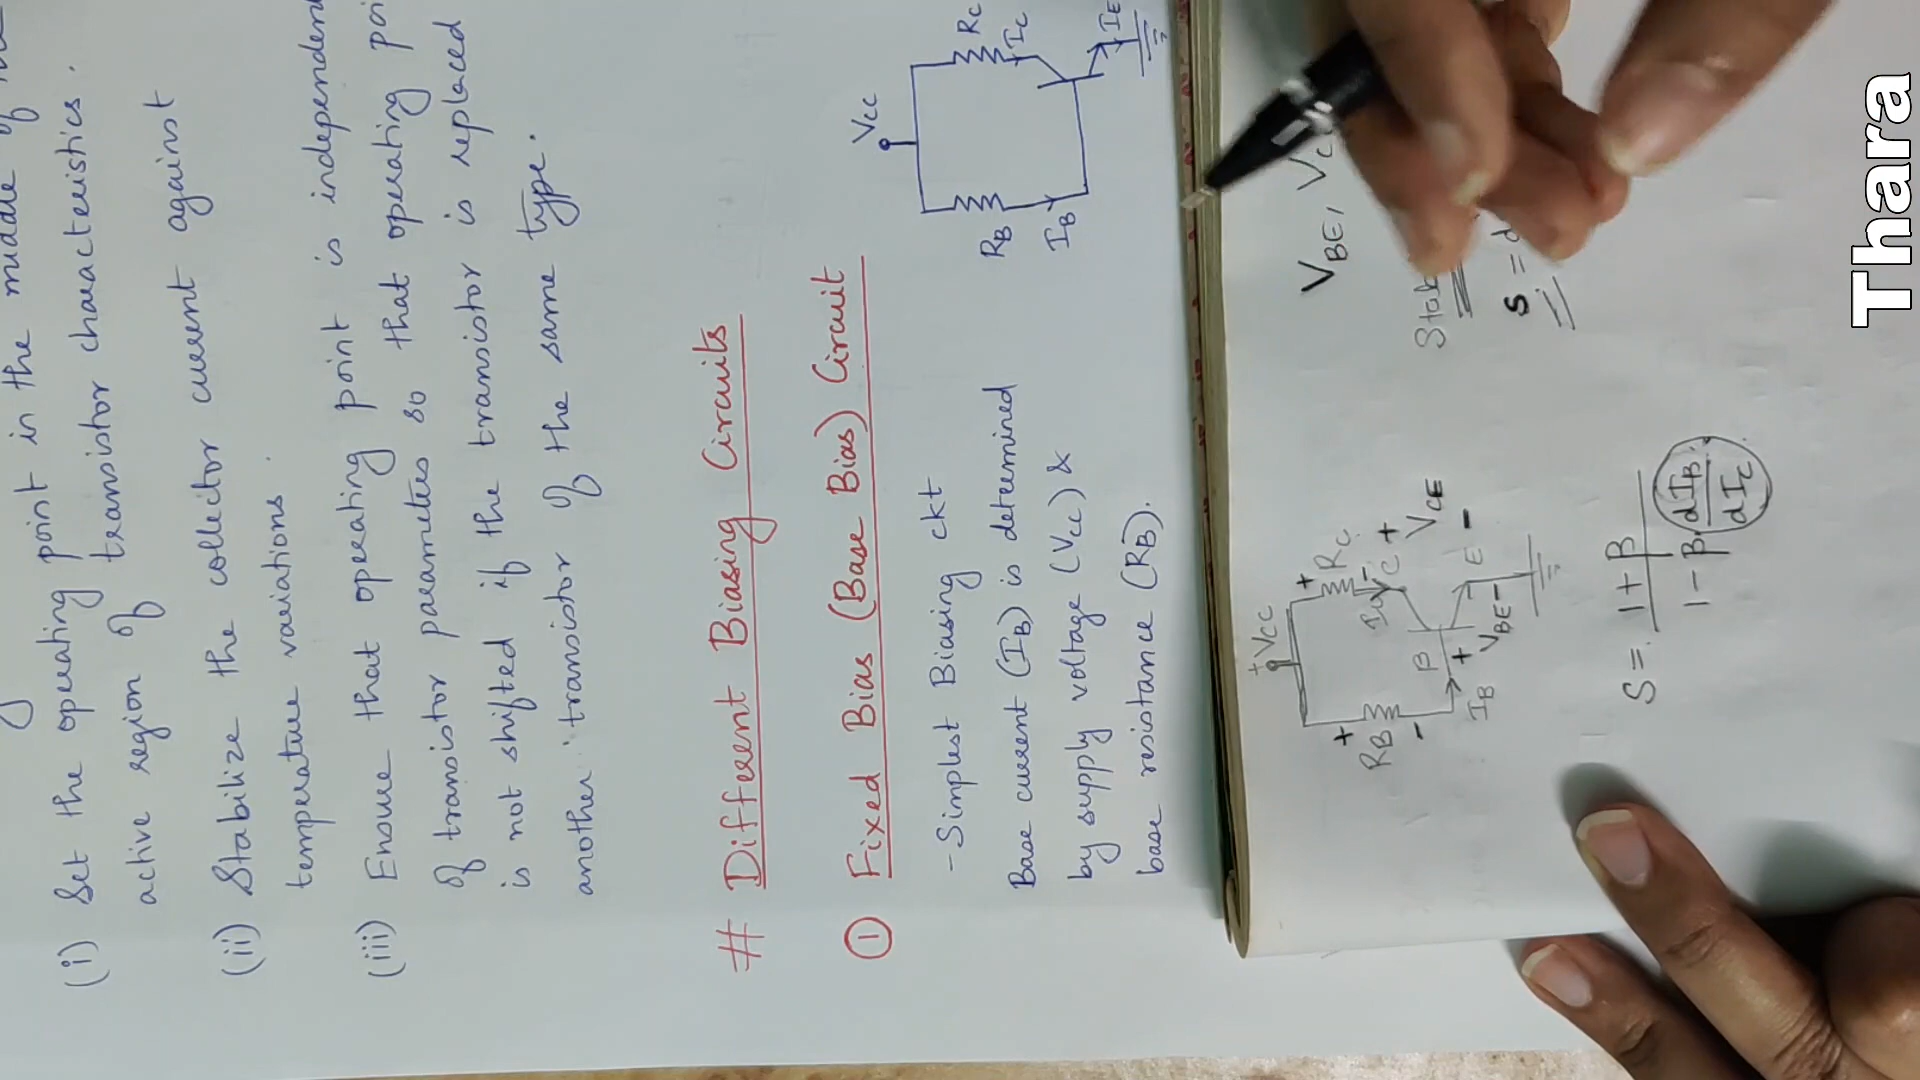 point in the middle of
(i) Set the operating
active region of transistor characteristics.
(ii) Stabilize the collector current against
temperature variations.
(iii) Ensure that operating point is independent
of transistor parameters so that operating poi
is not shifted if the transistor is replaced
another transistor of the same type.
# Different Biasing Circuits
① Fixed Bias (Base Bias) Circuit
- Simplest Biasing ckt
Base current (IB) is determined
by supply voltage (Vcc) &
base resistance (RB).
Vcc
RB
RC
IC
IB
IE
+VCC
+
RB
-
+
RC
-
IC
C
+
B
IB
+
VBE
-
E
VCE
-
VBE, VC
Stab
S = d
S = 1+β / 1-β dIB/dIC
Thara